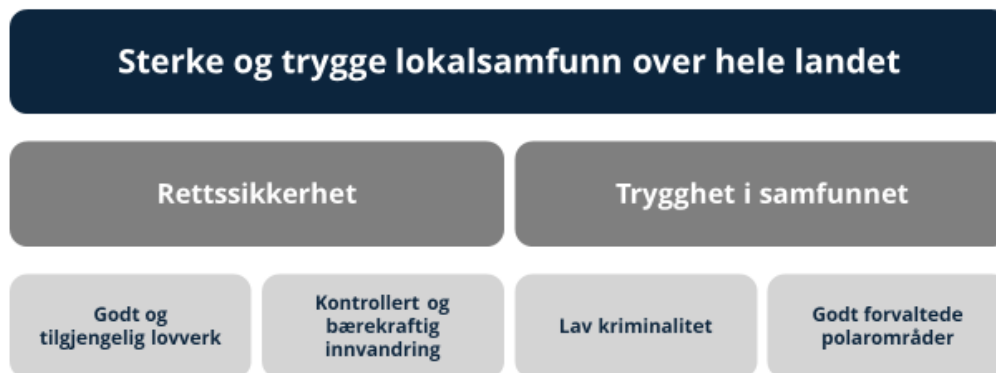 Sterke og trygge lokalsamfunn over hele landet
Rettssikkerhet
Trygghet i samfunnet
Godt og
tilgjengelig lovverk
Kontrollert og
bærekraftig
innvandring
Lav kriminalitet
Godt forvaltede
polarområder